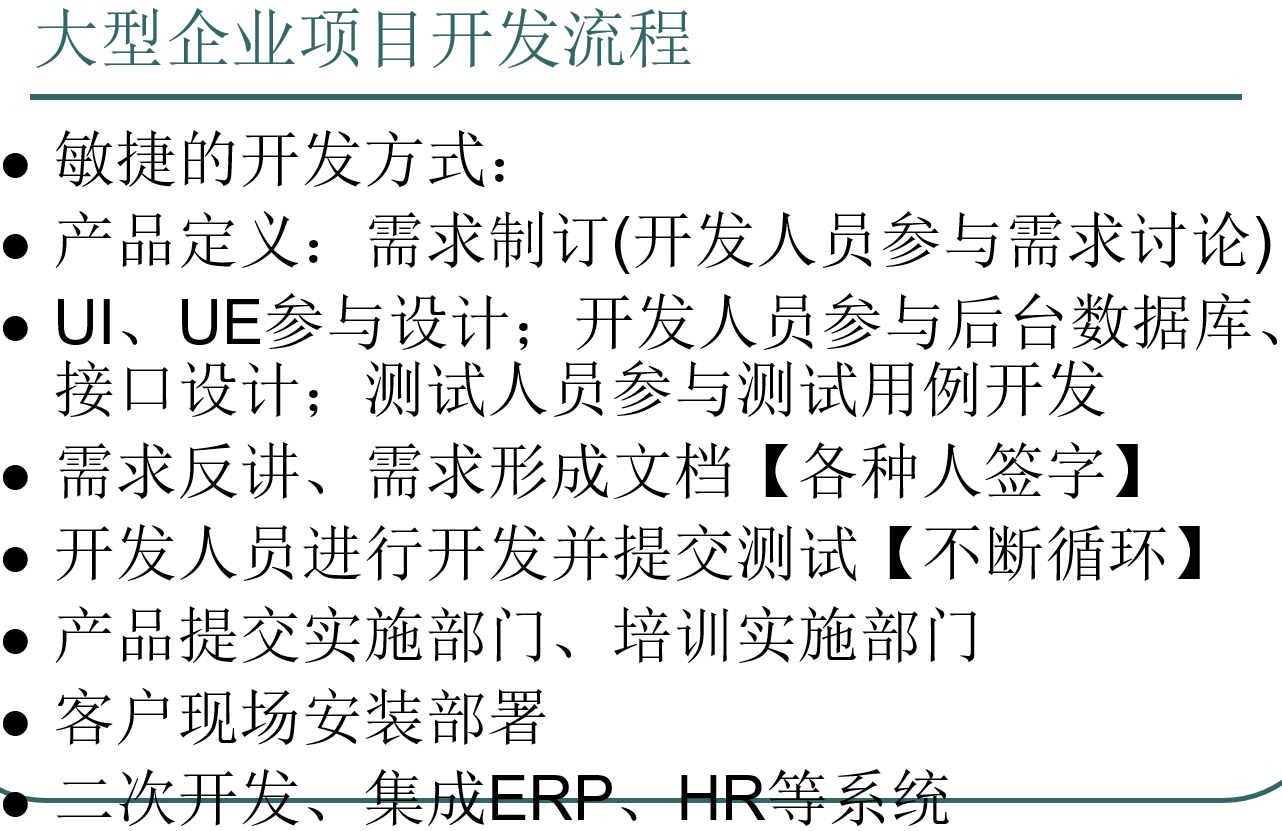 大型企业项目开发流程
● 敏捷的开发方式：
● 产品定义：需求制订(开发人员参与需求讨论)
● UI、UE参与设计；开发人员参与后台数据库、
接口设计；测试人员参与测试用例开发
● 需求反讲、需求形成文档【各种人签字】
● 开发人员进行开发并提交测试【不断循环】
● 产品提交实施部门、培训实施部门
● 客户现场安装部署
● 二次开发、集成ERP、HR等系统